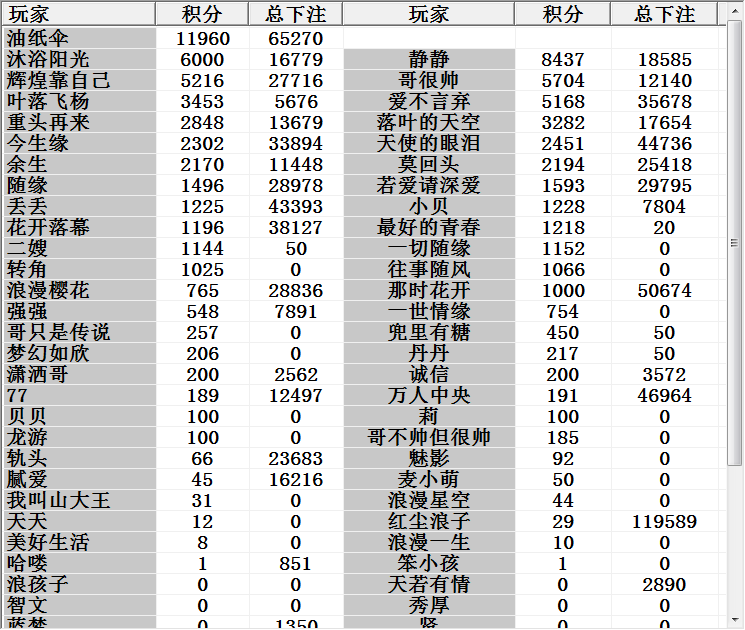 玩家 积分 总下注 玩家 积分 总下注
油纸伞 11960 65270
沐浴阳光 6000 16779 静静 8437 18585
辉煌靠自己 5216 27716 哥很帅 5704 12140
叶落飞杨 3453 5676 爱不言弃 5168 35678
重头再来 2848 13679 落叶的天空 3282 17654
今生缘 2302 33894 天使的眼泪 2451 44736
余生 2170 11448 莫回头 2194 25418
随缘 1496 28978 若爱请深爱 1593 29795
丢丢 1225 43393 小贝 1228 7804
花开落幕 1196 38127 最好的青春 1218 20
二嫂 1144 50 一切随缘 1152 0
转角 1025 0 往事随风 1066 0
浪漫樱花 765 28836 那时花开 1000 50674
强强 548 7891 一世情缘 754 0
哥只是传说 257 0 兜里有糖 450 50
梦幻如欣 206 0 丹丹 217 50
潇洒哥 200 2562 诚信 200 3572
77 189 12497 万人中央 191 46964
贝贝 100 0 莉 100 0
龙游 100 0 哥不帅但很帅 185 0
轨头 66 23683 魅影 92 0
腻爱 45 16216 麦小萌 50 0
我叫山大王 31 0 浪漫星空 44 0
天天 12 0 红尘浪子 29 119589
美好生活 8 0 浪漫一生 10 0
哈喽 1 851 笨小孩 1 0
浪孩子 0 0 天若有情 0 2890
智文 0 0 秀厚 0 0
蓝梦 0 1350 贤 0 0